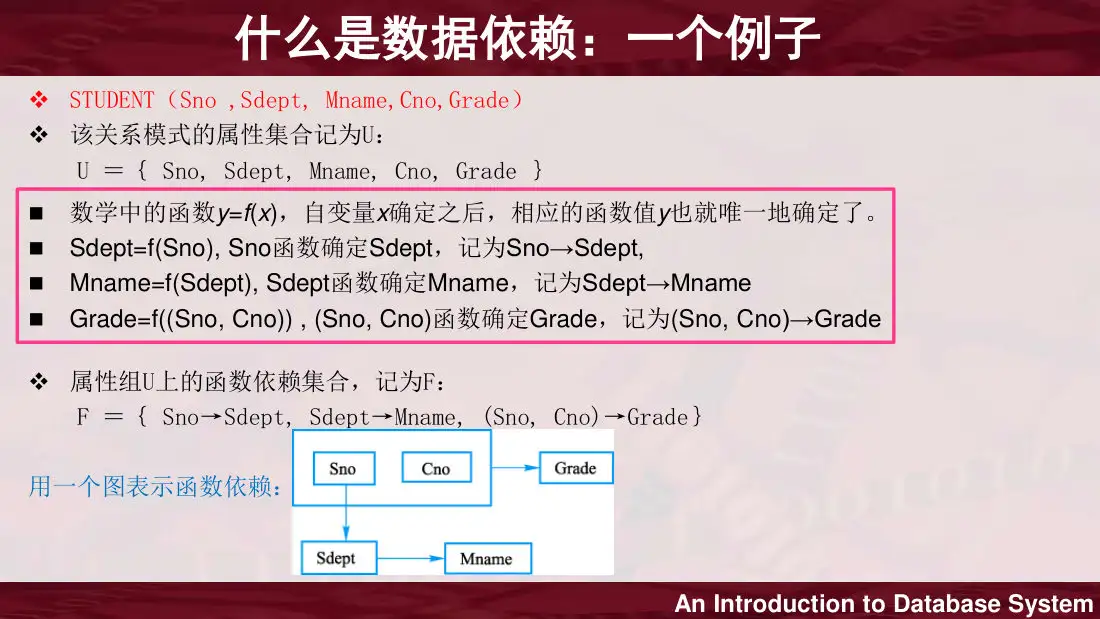 什么是数据依赖：一个例子
❖ STUDENT（Sno ,Sdept, Mname,Cno,Grade）
❖ 该关系模式的属性集合记为U：
U ＝｛ Sno, Sdept, Mname, Cno, Grade ｝
■ 数学中的函数y=f(x)，自变量x确定之后，相应的函数值y也就唯一地确定了。
■ Sdept=f(Sno), Sno函数确定Sdept，记为Sno→Sdept,
■ Mname=f(Sdept), Sdept函数确定Mname，记为Sdept→Mname
■ Grade=f((Sno, Cno)) , (Sno, Cno)函数确定Grade，记为(Sno, Cno)→Grade
❖ 属性组U上的函数依赖集合，记为F：
F ＝｛ Sno→Sdept, Sdept→Mname, (Sno, Cno)→Grade｝
用一个图表示函数依赖：
Sno Cno Grade
Sdept Mname
An Introduction to Database System